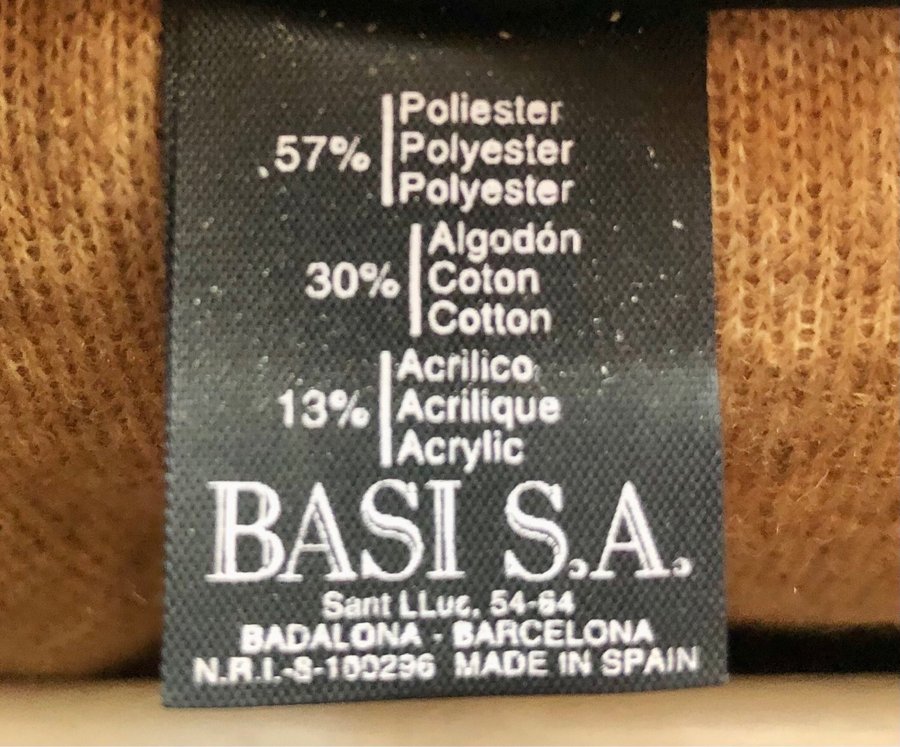 57%
Poliester
Polyester
Polyester
30%
Algodón
Coton
Cotton
13%
Acrilico
Acrilique
Acrylic
BASI S.A.
Sant LLuc, 54-64
BADALONA - BARCELONA
N.R.I.-S-100296 MADE IN SPAIN